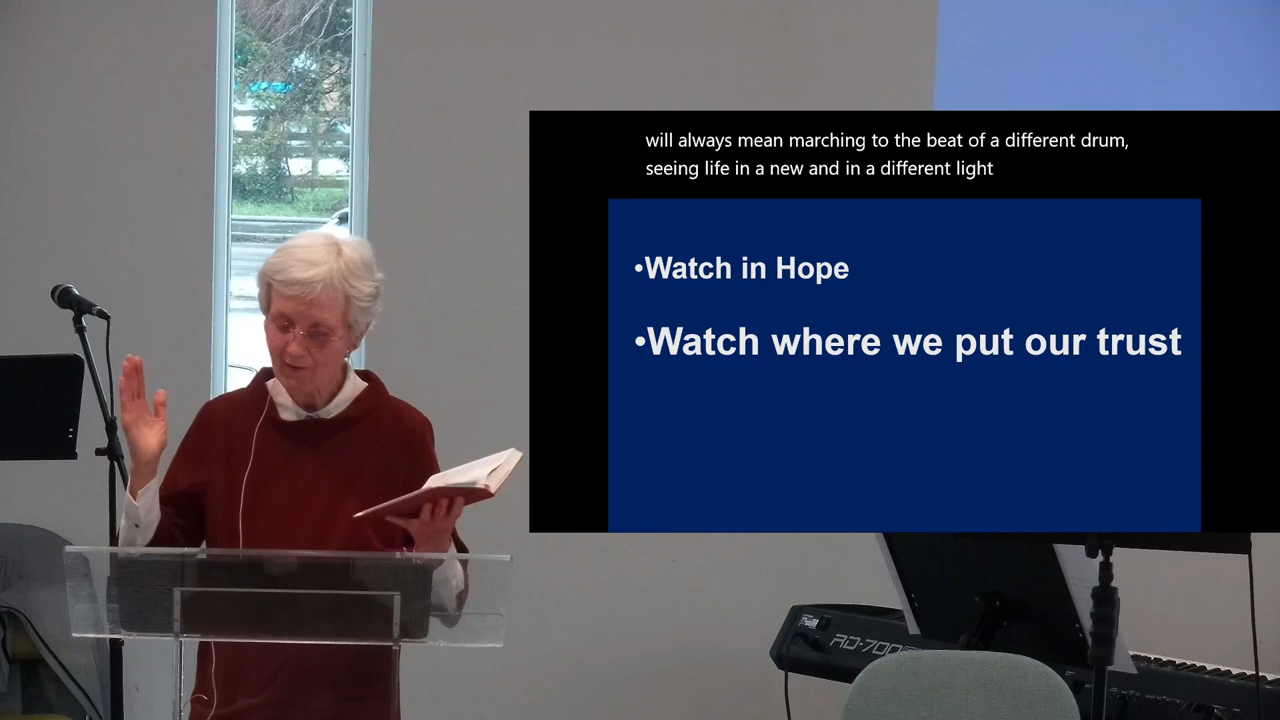 will always mean marching to the beat of a different drum,
seeing life in a new and in a different light
•Watch in Hope
•Watch where we put our trust
RD-700